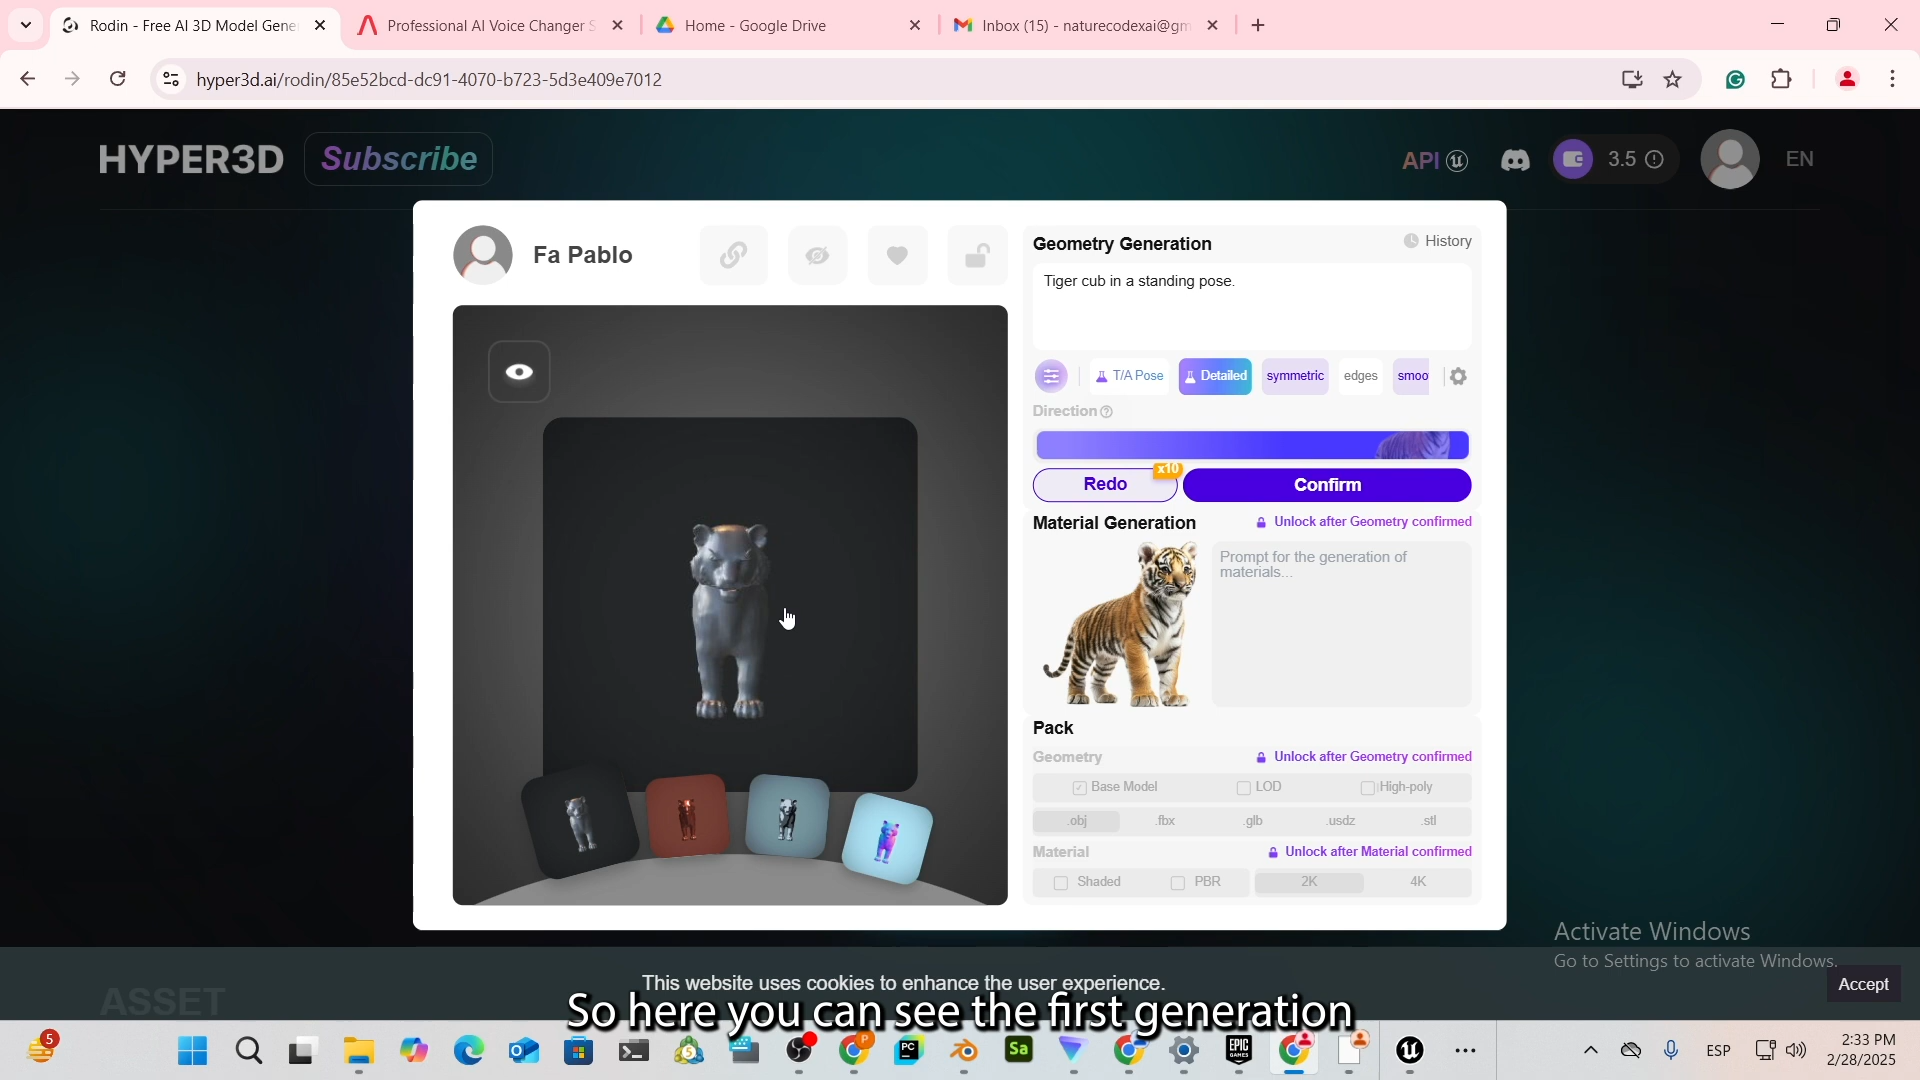 Rodin - Free AI 3D Model Gene
Professional AI Voice Changer S
Home - Google Drive
Inbox (15) - naturecodexai@gm
hyper3d.ai/rodin/85e52bcd-dc91-4070-b723-5d3e409e7012
HYPER3D
Subscribe
API
3.5
EN
Fa Pablo
Geometry Generation
History
Tiger cub in a standing pose.
T/A Pose
Detailed
symmetric
edges
smoo
Direction
Redo
x10
Confirm
Material Generation
Unlock after Geometry confirmed
Prompt for the generation of
materials...
Pack
Geometry
Unlock after Geometry confirmed
Base Model
LOD
High-poly
.obj
.fbx
.glb
.usdz
.stl
Material
Unlock after Material confirmed
Shaded
PBR
2K
4K
Activate Windows
Go to Settings to activate Windows.
This website uses cookies to enhance the user experience.
Accept
ASSET
So here you can see the first generation
5
P
PC
5
Sa
EPIC
GAMES
ESP
2:33 PM
2/28/2025